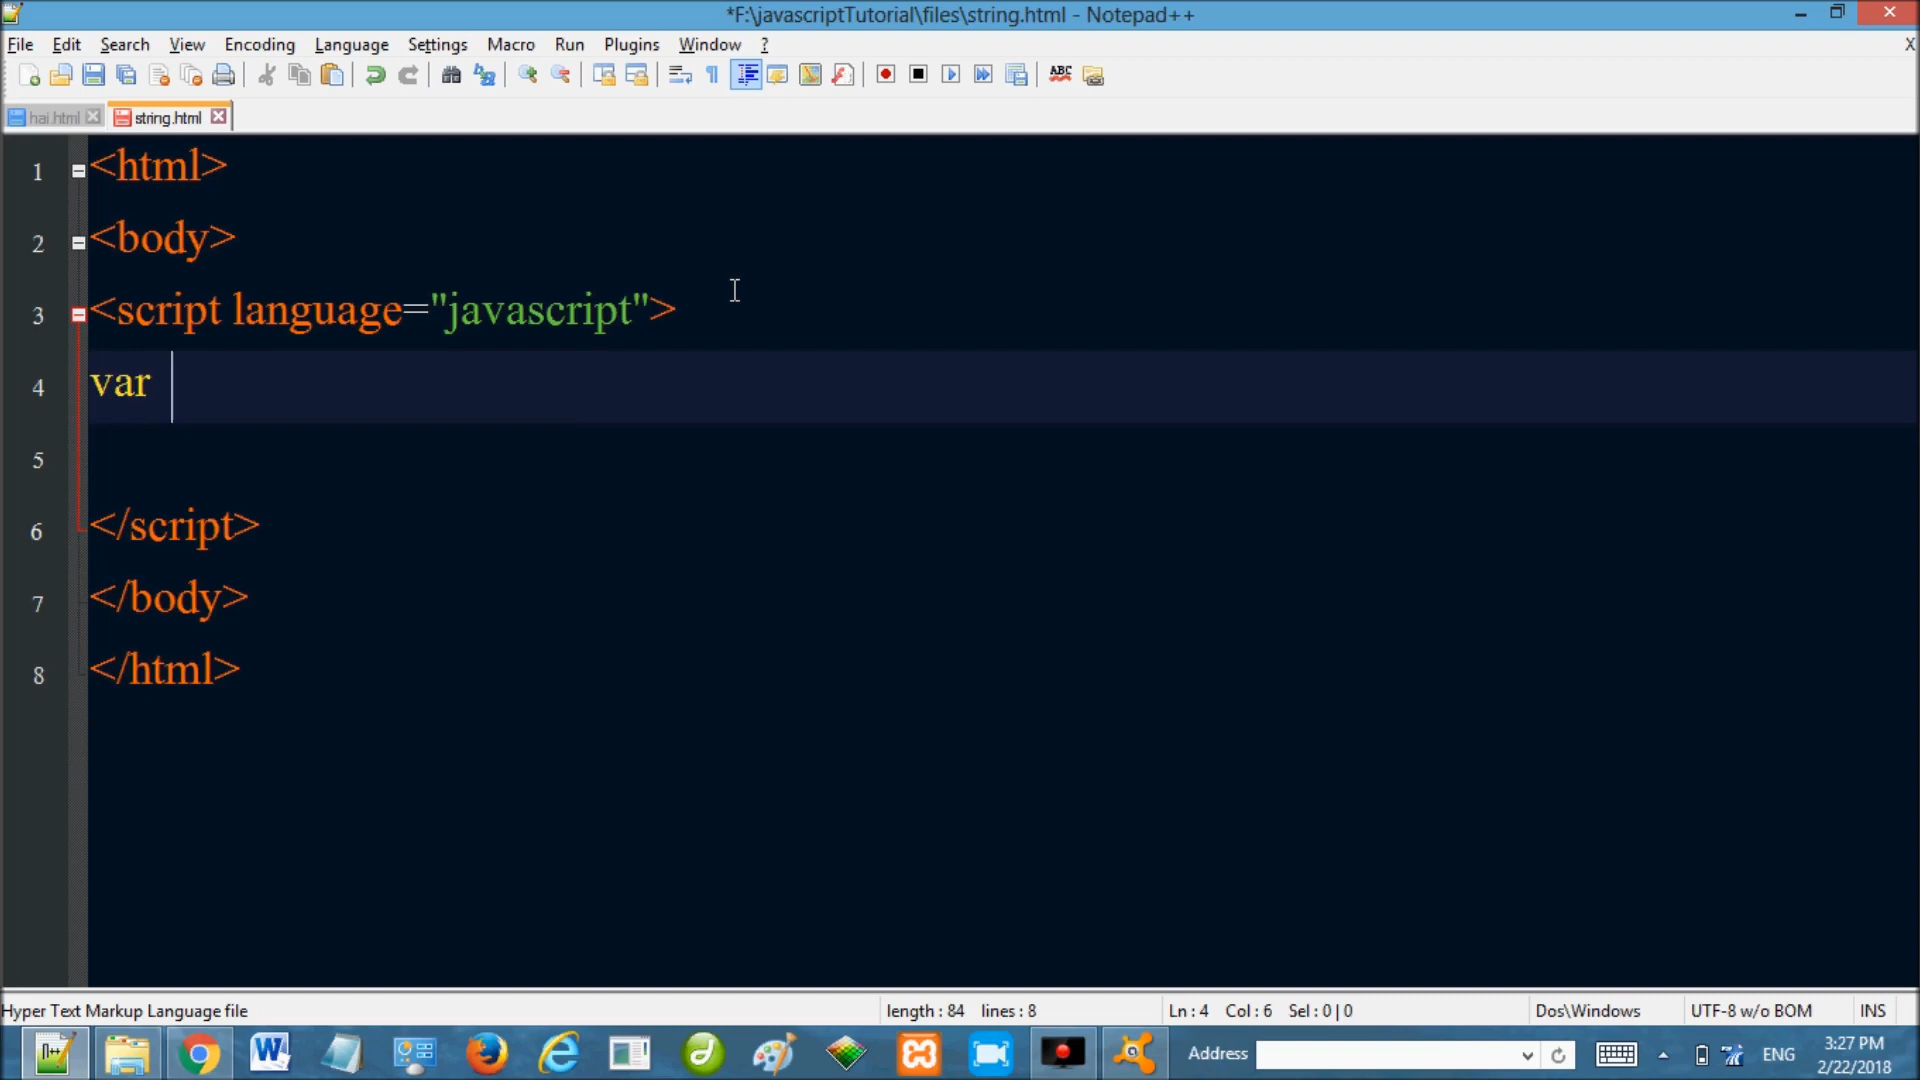 *F:\javascriptTutorial\files\string.html - Notepad++
File Edit Search View Encoding Language Settings Macro Run Plugins Window ? X
ABC
hai.html string.html
1 <html>
2 <body>
3 <script language="javascript">
4 var
5
6 </script>
7 </body>
8 </html>
Hyper Text Markup Language file length : 84 lines : 8 Ln : 4 Col : 6 Sel : 0 | 0 Dos\Windows UTF-8 w/o BOM INS
Address ENG 3:27 PM
2/22/2018